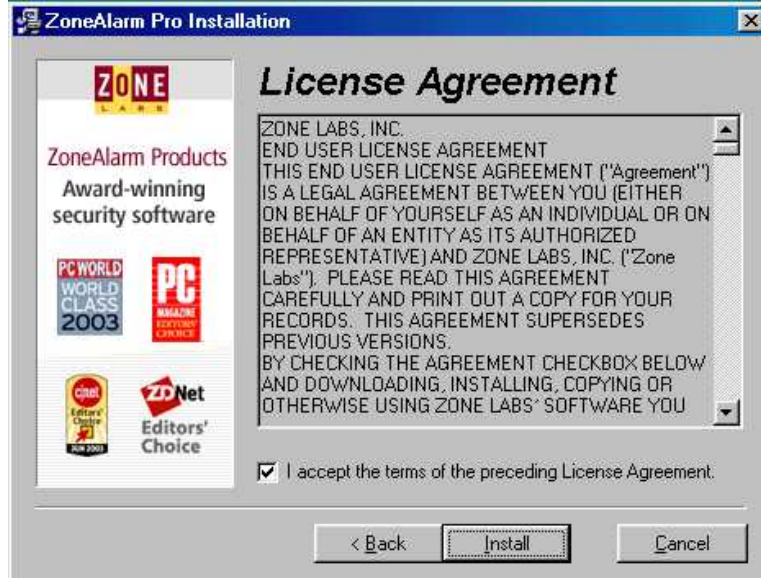 ZoneAlarm Pro Installation
ZONE
LABS
ZoneAlarm Products
Award-winning
security software
PC WORLD
WORLD
CLASS
2003
PC
MAGAZINE
EDITORS'
CHOICE
c|net
Editors'
Choice
JUN 2003
ZDNet
Editors'
Choice
License Agreement
ZONE LABS, INC.
END USER LICENSE AGREEMENT
THIS END USER LICENSE AGREEMENT ("Agreement")
IS A LEGAL AGREEMENT BETWEEN YOU (EITHER
ON BEHALF OF YOURSELF AS AN INDIVIDUAL OR ON
BEHALF OF AN ENTITY AS ITS AUTHORIZED
REPRESENTATIVE) AND ZONE LABS, INC. ("Zone
Labs"). PLEASE READ THIS AGREEMENT
CAREFULLY AND PRINT OUT A COPY FOR YOUR
RECORDS. THIS AGREEMENT SUPERSEDES
PREVIOUS VERSIONS.
BY CHECKING THE AGREEMENT CHECKBOX BELOW
AND DOWNLOADING, INSTALLING, COPYING OR
OTHERWISE USING ZONE LABS' SOFTWARE YOU
I accept the terms of the preceding License Agreement.
< Back
Install
Cancel